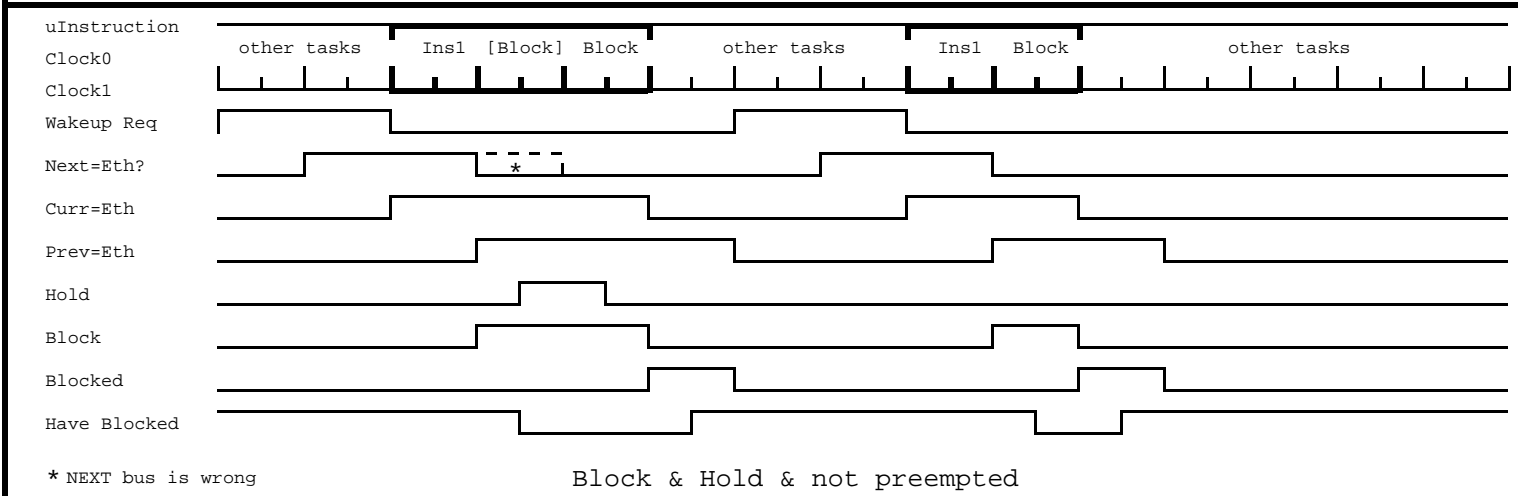 uInstruction
other tasks Ins1 [Block] Block other tasks Ins1 Block other tasks
Clock0
Clock1
Wakeup Req
Next=Eth?
*
Curr=Eth
Prev=Eth
Hold
Block
Blocked
Have Blocked
* NEXT bus is wrong
Block & Hold & not preempted